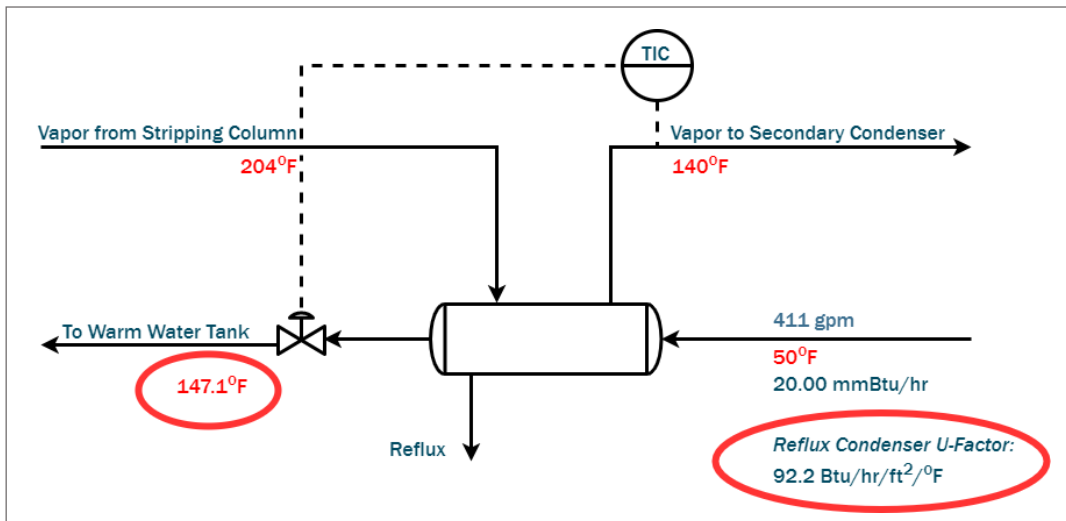 TIC
Vapor from Stripping Column
204⁰F
Vapor to Secondary Condenser
140⁰F
To Warm Water Tank
147.1⁰F
411 gpm
50⁰F
20.00 mmBtu/hr
Reflux
Reflux Condenser U-Factor:
92.2 Btu/hr/ft²/⁰F